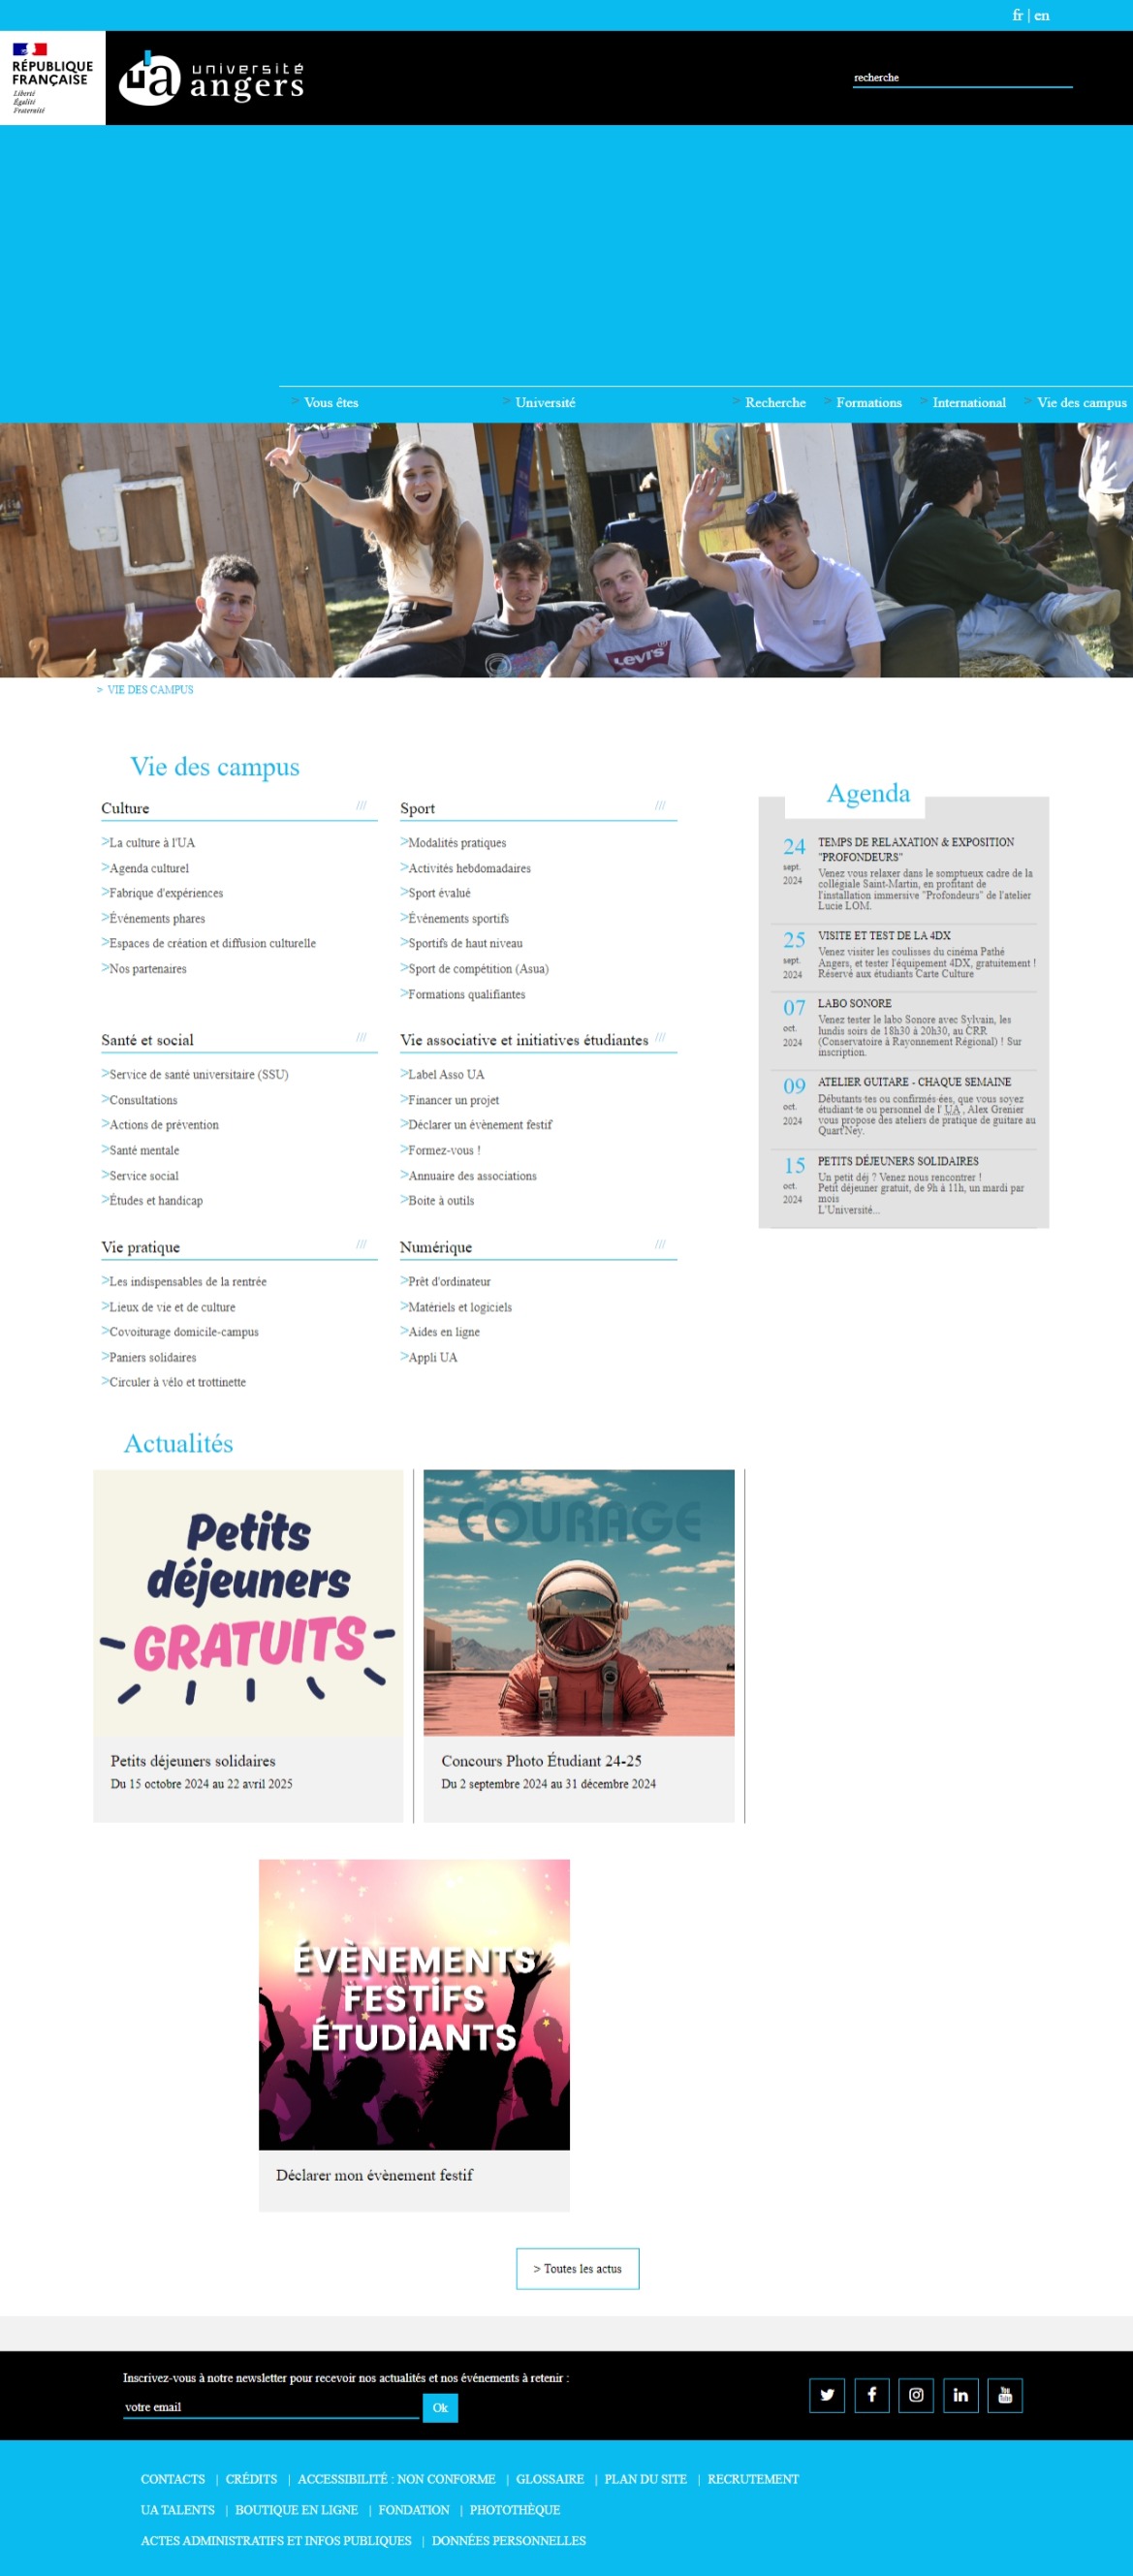 fr | en
RÉPUBLIQUE
FRANÇAISE
Liberté
Égalité
Fraternité
ua université
angers
recherche
> Vous êtes > Université > Recherche > Formations > International > Vie des campus
LEVI'S
> VIE DES CAMPUS
Vie des campus
Culture ///
>La culture à l'UA
>Agenda culturel
>Fabrique d'expériences
>Événements phares
>Espaces de création et diffusion culturelle
>Nos partenaires
Sport ///
>Modalités pratiques
>Activités hebdomadaires
>Sport évalué
>Événements sportifs
>Sportifs de haut niveau
>Sport de compétition (Asua)
>Formations qualifiantes
Santé et social ///
>Service de santé universitaire (SSU)
>Consultations
>Actions de prévention
>Santé mentale
>Service social
>Études et handicap
Vie associative et initiatives étudiantes ///
>Label Asso UA
>Financer un projet
>Déclarer un évènement festif
>Formez-vous !
>Annuaire des associations
>Boite à outils
Vie pratique ///
>Les indispensables de la rentrée
>Lieux de vie et de culture
>Covoiturage domicile-campus
>Paniers solidaires
>Circuler à vélo et trottinette
Numérique ///
>Prêt d'ordinateur
>Matériels et logiciels
>Aides en ligne
>Appli UA
Agenda
24
sept.
2024
TEMPS DE RELAXATION & EXPOSITION
"PROFONDEURS"
Venez vous relaxer dans le somptueux cadre de la
collégiale Saint-Martin, en profitant de
l'installation immersive "Profondeurs" de l'atelier
Lucie LOM.
25
sept.
2024
VISITE ET TEST DE LA 4DX
Venez visiter les coulisses du cinéma Pathé
Angers, et tester l'équipement 4DX, gratuitement !
Réservé aux étudiants Carte Culture
07
oct.
2024
LABO SONORE
Venez tester le labo Sonore avec Sylvain, les
lundis soirs de 18h30 à 20h30, au CRR
(Conservatoire à Rayonnement Régional) ! Sur
inscription.
09
oct.
2024
ATELIER GUITARE - CHAQUE SEMAINE
Débutants·tes ou confirmés·ées, que vous soyez
étudiant·te ou personnel de l' UA , Alex Grenier
vous propose des ateliers de pratique de guitare au
Quart'Ney.
15
oct.
2024
PETITS DÉJEUNERS SOLIDAIRES
Un petit déj ? Venez nous rencontrer !
Petit déjeuner gratuit, de 9h à 11h, un mardi par
mois
L'Université...
Actualités
Petits
déjeuners
GRATUITS
Petits déjeuners solidaires
Du 15 octobre 2024 au 22 avril 2025
COURAGE
Concours Photo Étudiant 24-25
Du 2 septembre 2024 au 31 décembre 2024
ÉVÈNEMENTS
FESTIFS
ÉTUDIANTS
Déclarer mon évènement festif
> Toutes les actus
Inscrivez-vous à notre newsletter pour recevoir nos actualités et nos événements à retenir :
votre email
Ok
You Tube
CONTACTS | CRÉDITS | ACCESSIBILITÉ : NON CONFORME | GLOSSAIRE | PLAN DU SITE | RECRUTEMENT
UA TALENTS | BOUTIQUE EN LIGNE | FONDATION | PHOTOTHÈQUE
ACTES ADMINISTRATIFS ET INFOS PUBLIQUES | DONNÉES PERSONNELLES